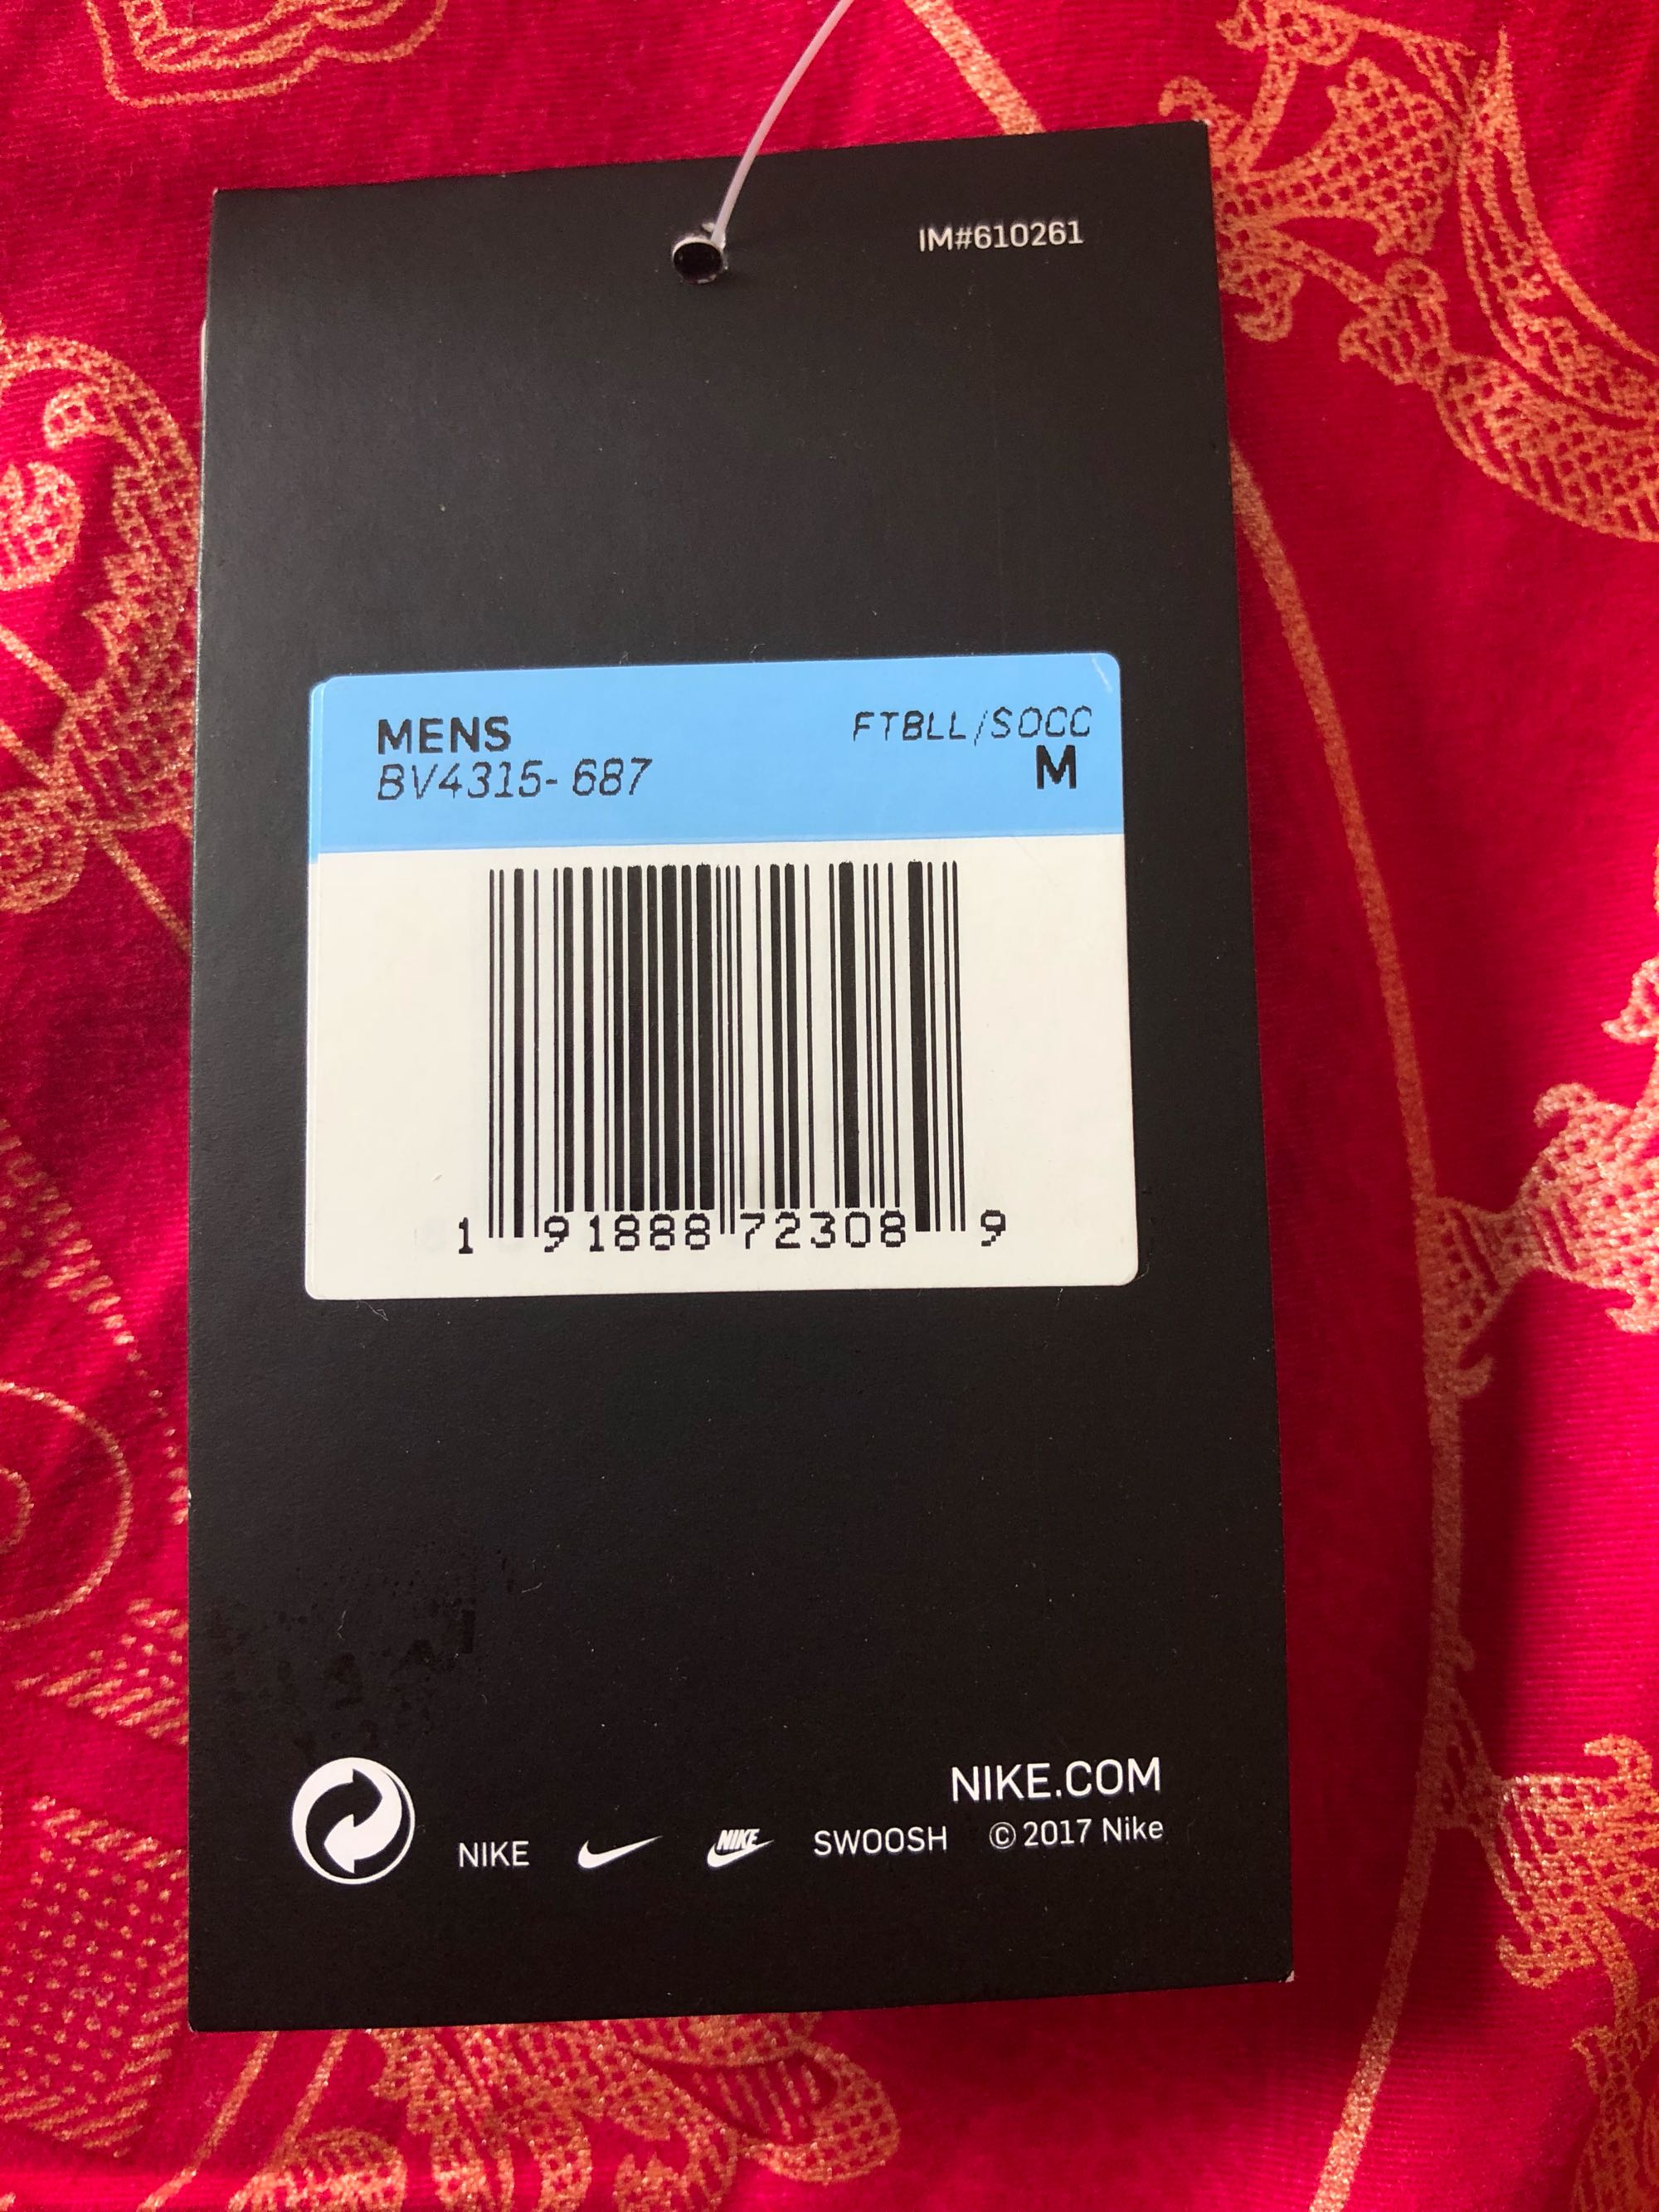 IM#610261
MENS FTBLL/SOCC
BV4315-687 M
1 91888 72308 9
NIKE.COM
NIKE NIKE SWOOSH © 2017 Nike